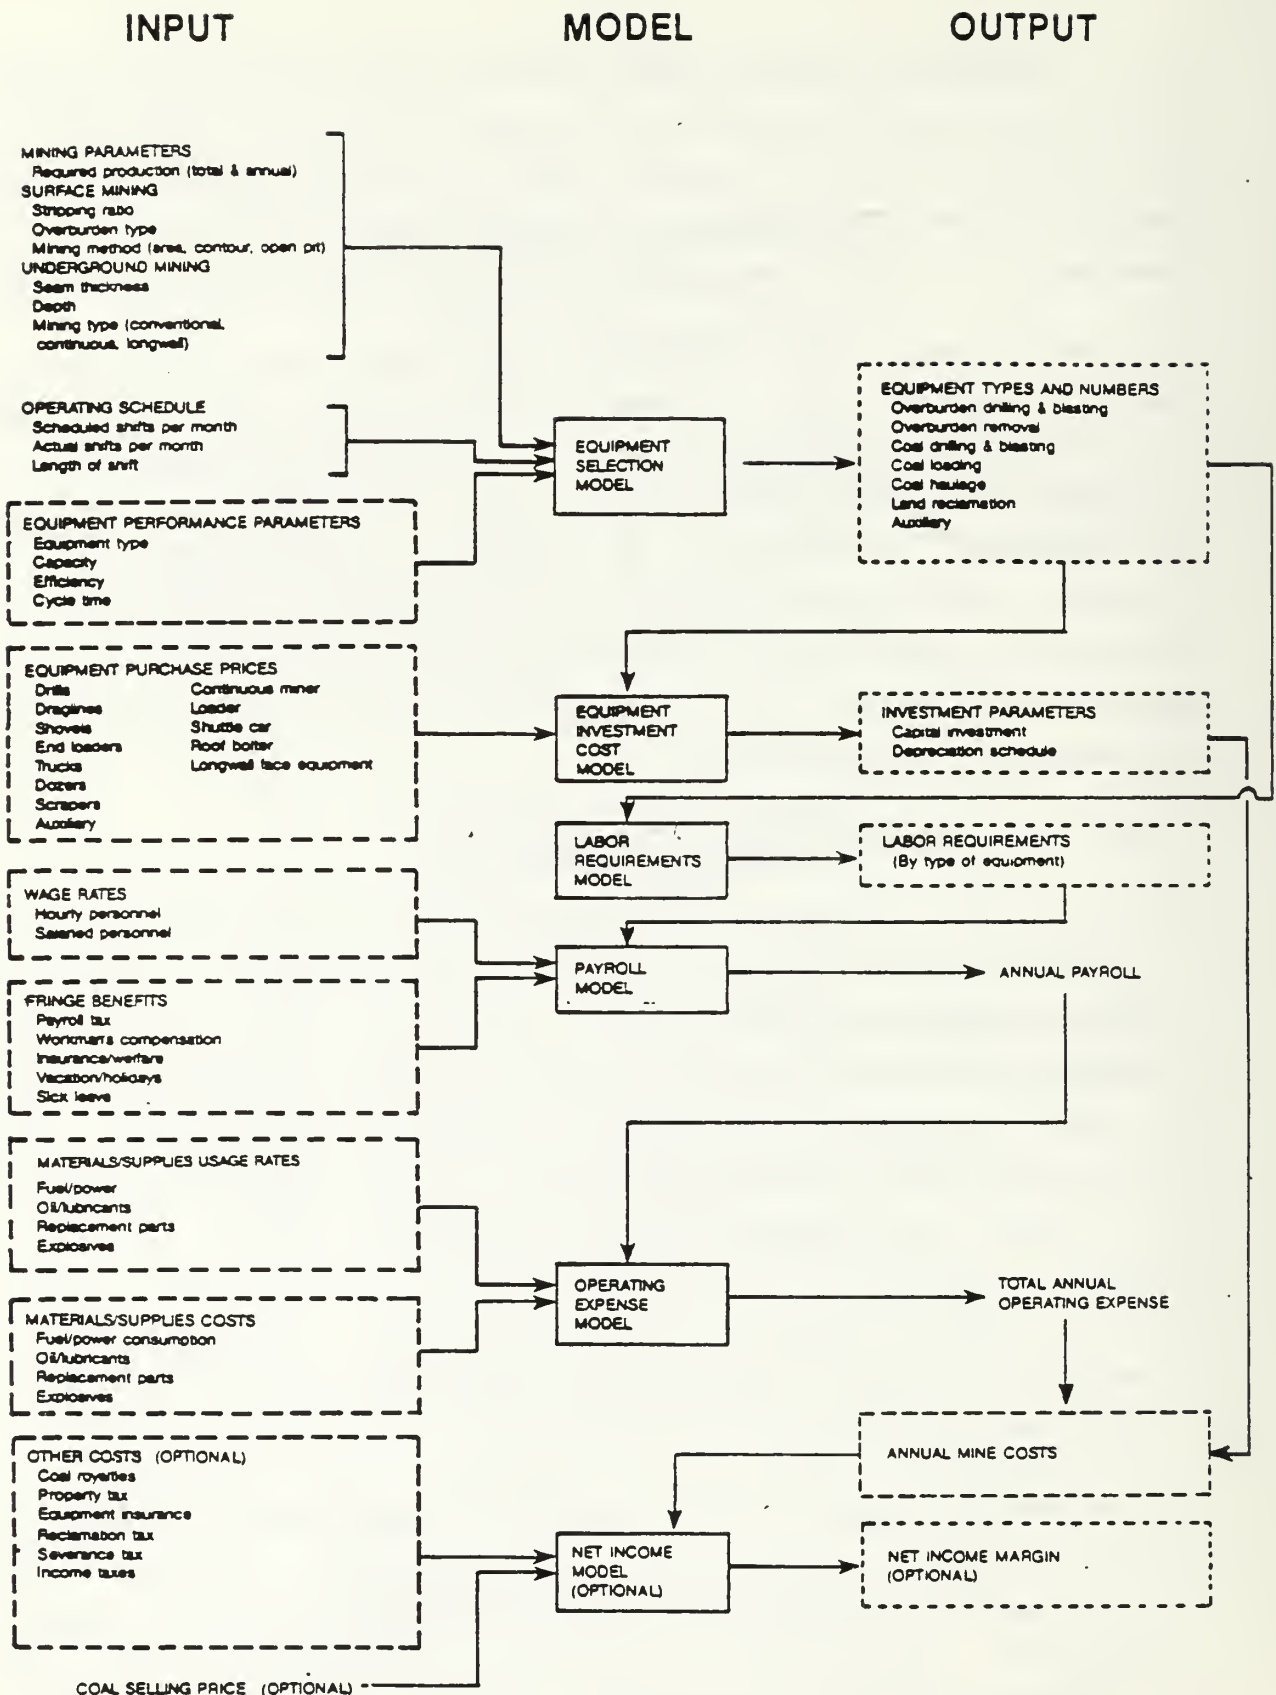 INPUT
MODEL
OUTPUT
MINING PARAMETERS
Required production (total & annual)
SURFACE MINING
Stripping ratio
Overburden type
Mining method (area, contour, open pit)
UNDERGROUND MINING
Seam thickness
Depth
Mining type (conventional,
continuous, longwall)
OPERATING SCHEDULE
Scheduled shifts per month
Actual shifts per month
Length of shift
EQUIPMENT PERFORMANCE PARAMETERS
Equipment type
Capacity
Efficiency
Cycle time
EQUIPMENT
SELECTION
MODEL
EQUIPMENT TYPES AND NUMBERS
Overburden drilling & blasting
Overburden removal
Coal drilling & blasting
Coal loading
Coal haulage
Land reclamation
Auxiliary
EQUIPMENT PURCHASE PRICES
Drills
Draglines
Shovels
End loaders
Trucks
Dozers
Scrapers
Auxiliary
Continuous miner
Loader
Shuttle car
Roof bolter
Longwall face equipment
EQUIPMENT
INVESTMENT
COST
MODEL
INVESTMENT PARAMETERS
Capital investment
Depreciation schedule
LABOR
REQUIREMENTS
MODEL
LABOR REQUIREMENTS
(By type of equipment)
WAGE RATES
Hourly personnel
Salaried personnel
FRINGE BENEFITS
Payroll tax
Workman's compensation
Insurance/welfare
Vacation/holidays
Sick leave
PAYROLL
MODEL
ANNUAL PAYROLL
MATERIALS/SUPPLIES USAGE RATES
Fuel/power
Oil/lubricants
Replacement parts
Explosives
MATERIALS/SUPPLIES COSTS
Fuel/power consumption
Oil/lubricants
Replacement parts
Explosives
OPERATING
EXPENSE
MODEL
TOTAL ANNUAL
OPERATING EXPENSE
ANNUAL MINE COSTS
OTHER COSTS (OPTIONAL)
Coal royalties
Property tax
Equipment insurance
Reclamation tax
Severance tax
Income taxes
NET INCOME
MODEL
(OPTIONAL)
NET INCOME MARGIN
(OPTIONAL)
COAL SELLING PRICE (OPTIONAL)